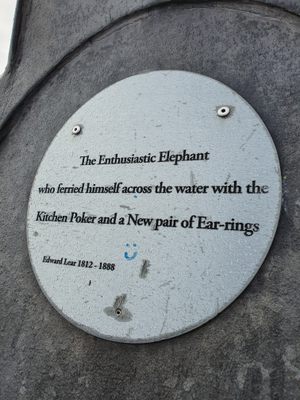 The Enthusiastic Elephant
who ferried himself across the water with the
Kitchen Poker and a New pair of Ear-rings
Edward Lear 1812 - 1888